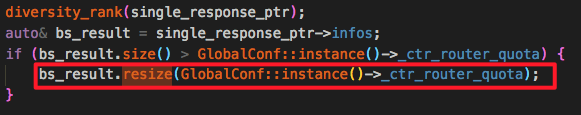 diversity_rank(single_response_ptr);
auto& bs_result = single_response_ptr->infos;
if (bs_result.size() > GlobalConf::instance()->_ctr_router_quota) {
    bs_result.resize(GlobalConf::instance()->_ctr_router_quota);
}